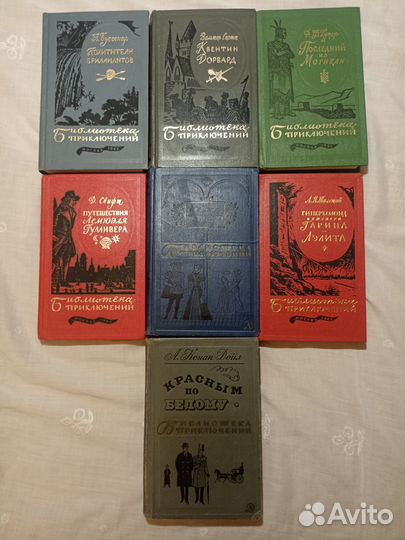 Л. Буссенар
Похитители
бриллиантов
Библиотека
приключений
Вальтер Скотт
Квентин
Дорвард
Библиотека
приключений
Последний
из
Могикан
Библиотека
приключений
Д. Свифт
Путешествия
Лемюэля
Гулливера
Библиотека
приключений
А. Н. Толстой
Гиперболоид
инженера
Гарина
Аэлита
Библиотека
приключений
А. Конан Дойл
Красным
по
белому
Библиотека
приключений
Avito